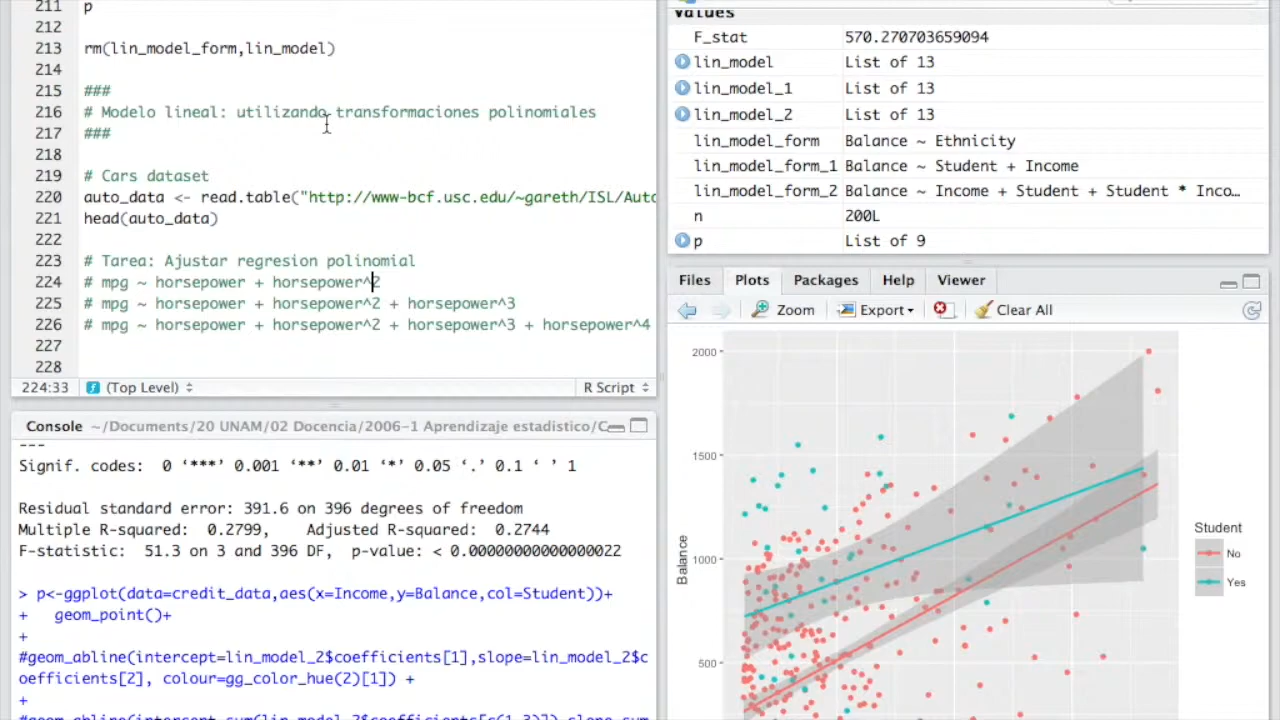 211 p
212
213 rm(lin_model_form,lin_model)
214
215 ###
216 # Modelo lineal: utilizando transformaciones polinomiales
217 ###
218
219 # Cars dataset
220 auto_data <- read.table("http://www-bcf.usc.edu/~gareth/ISL/Auto
221 head(auto_data)
222
223 # Tarea: Ajustar regresion polinomial
224 # mpg ~ horsepower + horsepower^2
225 # mpg ~ horsepower + horsepower^2 + horsepower^3
226 # mpg ~ horsepower + horsepower^2 + horsepower^3 + horsepower^4
227
228
224:33 (Top Level) R Script
Console ~/Documents/20 UNAM/02 Docencia/2006-1 Aprendizaje estadistico/C
---
Signif. codes: 0 ‘***’ 0.001 ‘**’ 0.01 ‘*’ 0.05 ‘.’ 0.1 ‘ ’ 1
Residual standard error: 391.6 on 396 degrees of freedom
Multiple R-squared: 0.2799, Adjusted R-squared: 0.2744
F-statistic: 51.3 on 3 and 396 DF, p-value: < 0.00000000000000022
> p<-ggplot(data=credit_data,aes(x=Income,y=Balance,col=Student))+
+ geom_point()+
+
#geom_abline(intercept=lin_model_2$coefficients[1],slope=lin_model_2$c
oefficients[2], colour=gg_color_hue(2)[1]) +
+
Values
F_stat 570.270703659094
lin_model List of 13
lin_model_1 List of 13
lin_model_2 List of 13
lin_model_form Balance ~ Ethnicity
lin_model_form_1 Balance ~ Student + Income
lin_model_form_2 Balance ~ Income + Student + Student * Inco…
n 200L
p List of 9
Files Plots Packages Help Viewer
Zoom Export Clear All
2000
1500
1000
500
Balance
Student
No
Yes